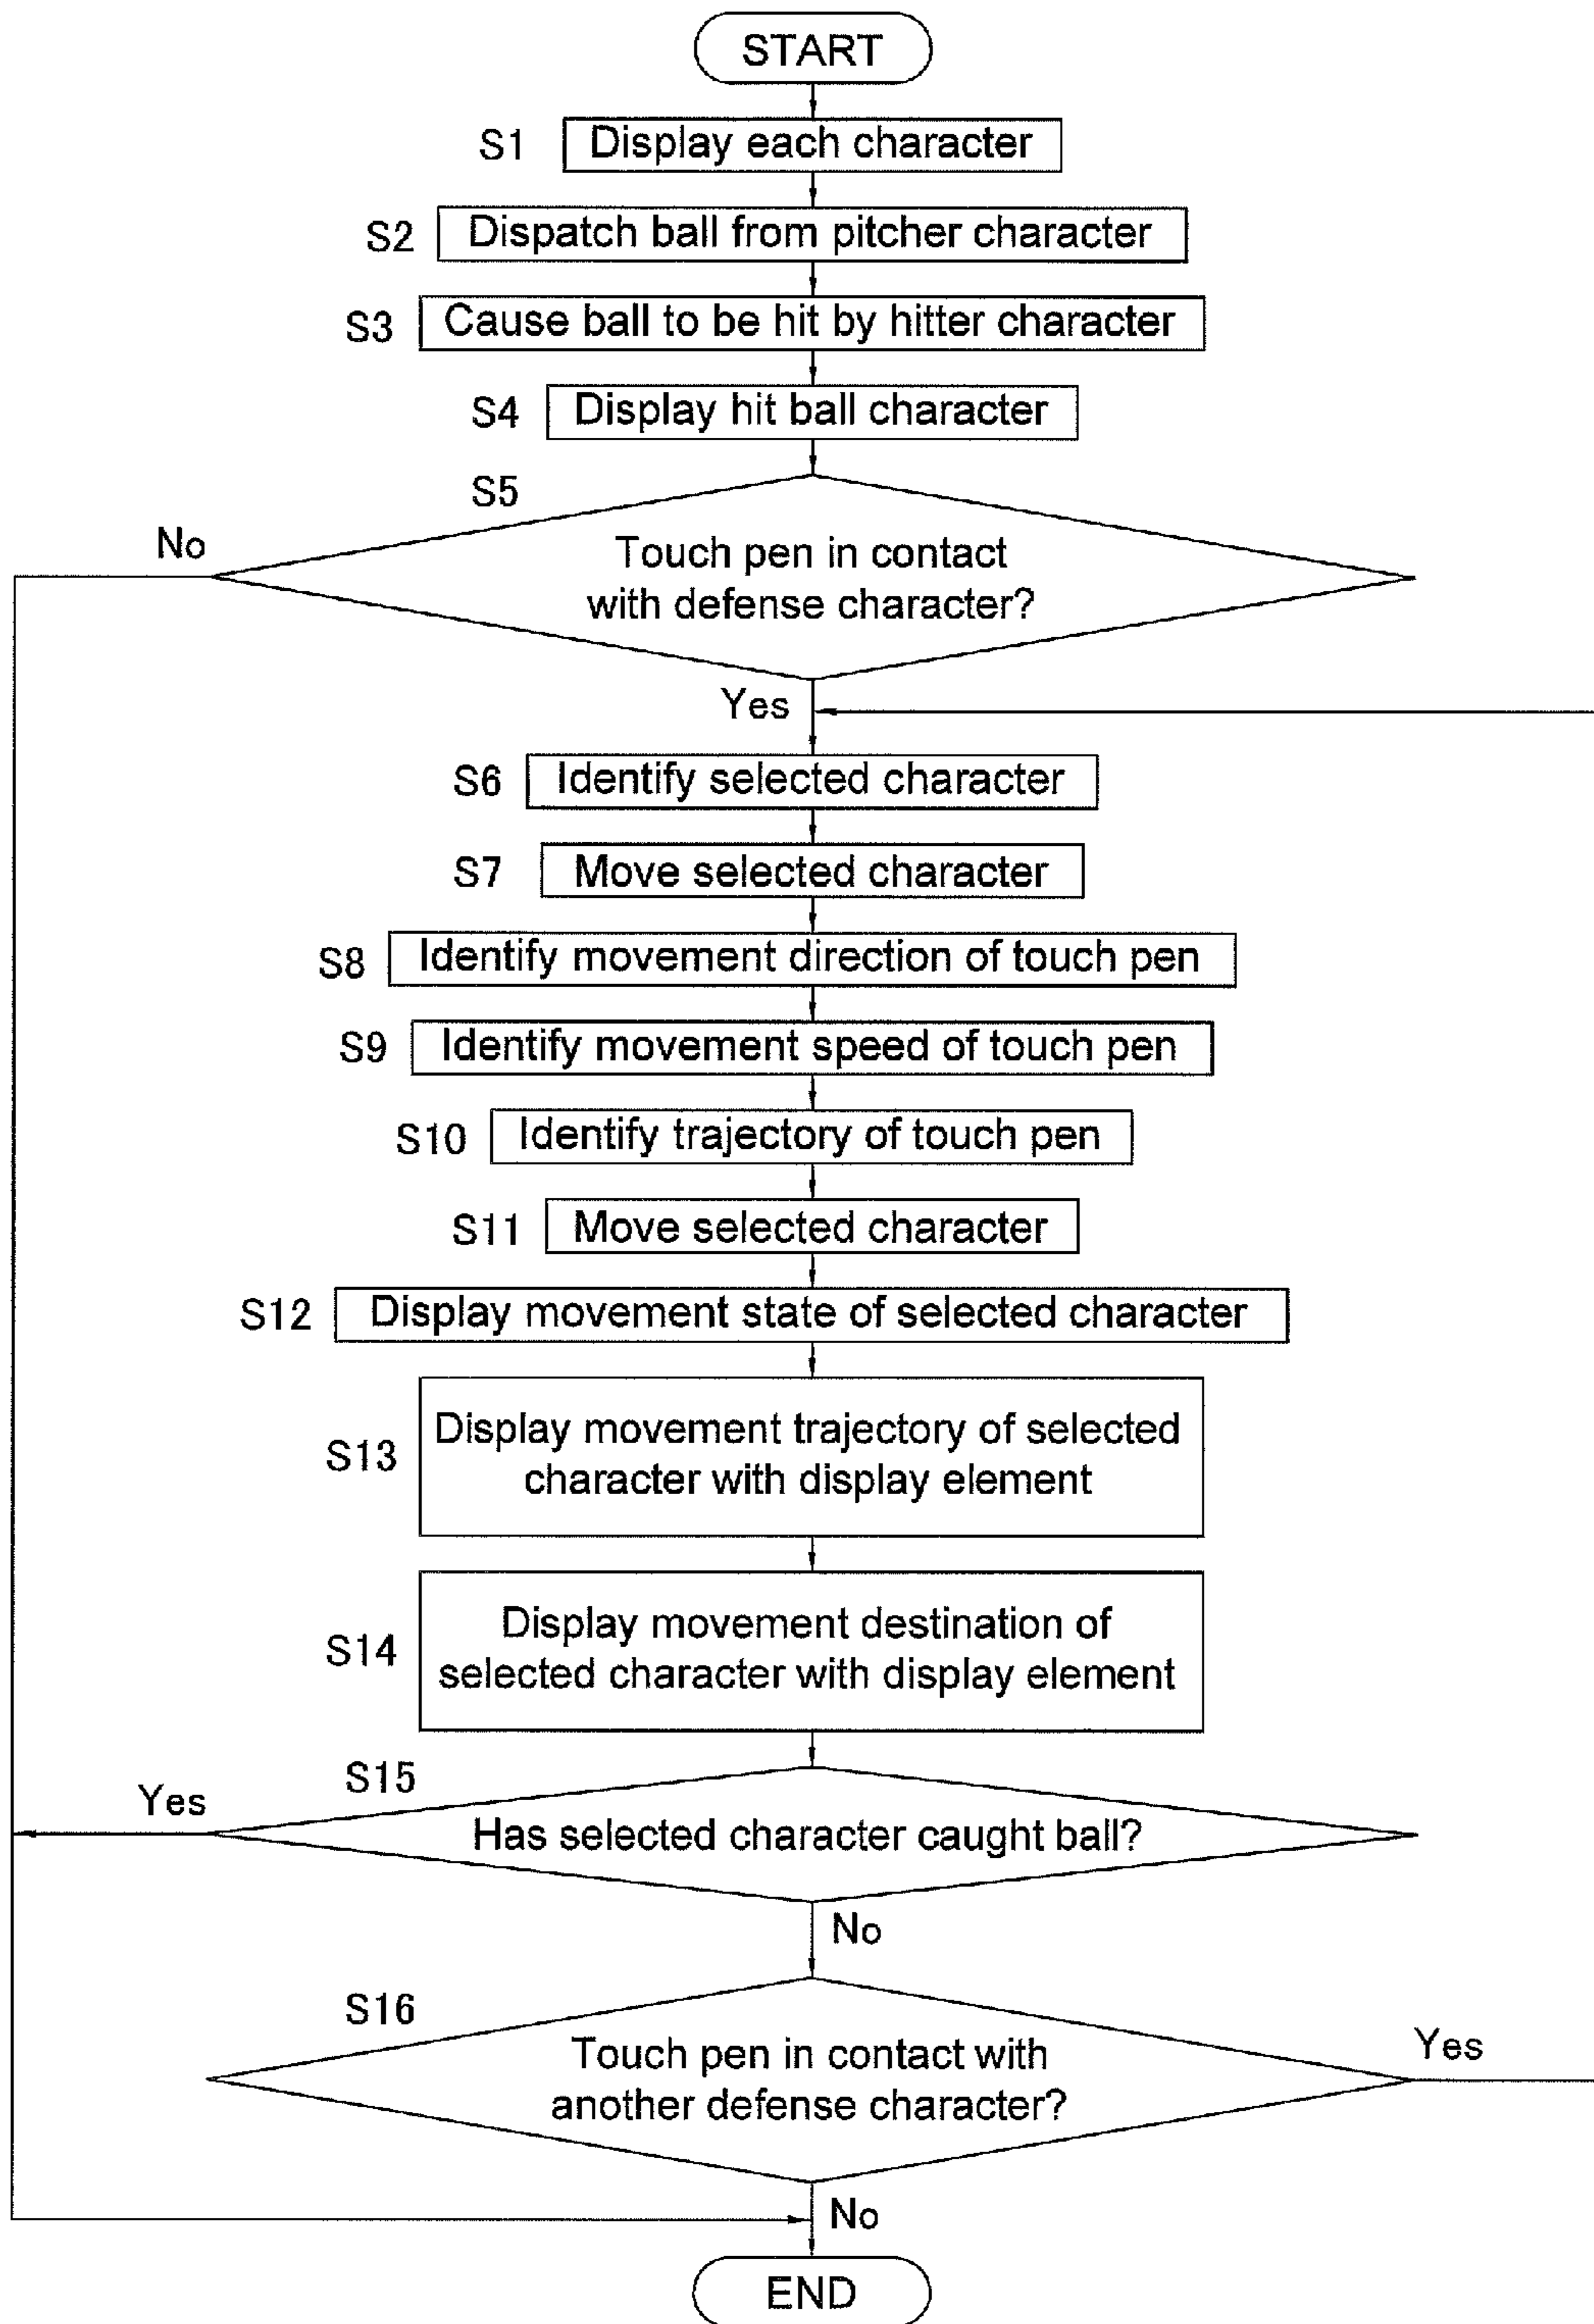 START
S1 Display each character
S2 Dispatch ball from pitcher character
S3 Cause ball to be hit by hitter character
S4 Display hit ball character
S5
No
Touch pen in contact
with defense character?
Yes
S6 Identify selected character
S7 Move selected character
S8 Identify movement direction of touch pen
S9 Identify movement speed of touch pen
S10 Identify trajectory of touch pen
S11 Move selected character
S12 Display movement state of selected character
S13
Display movement trajectory of selected
character with display element
S14
Display movement destination of
selected character with display element
S15
Yes
Has selected character caught ball?
No
S16
Touch pen in contact with
another defense character?
Yes
No
END